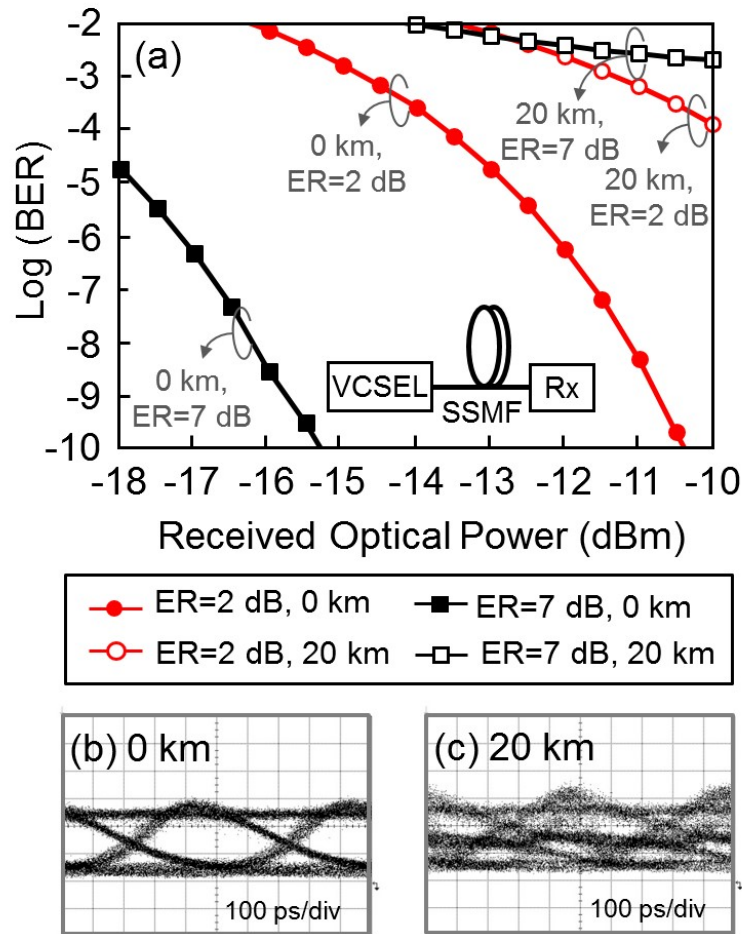 (a)
Log (BER)
-2
-3
-4
-5
-6
-7
-8
-9
-10
0 km,
ER=2 dB
20 km,
ER=7 dB
20 km,
ER=2 dB
0 km,
ER=7 dB
VCSEL
SSMF
Rx
-18 -17 -16 -15 -14 -13 -12 -11 -10
Received Optical Power (dBm)
ER=2 dB, 0 km
ER=7 dB, 0 km
ER=2 dB, 20 km
ER=7 dB, 20 km
(b) 0 km
100 ps/div
(c) 20 km
100 ps/div